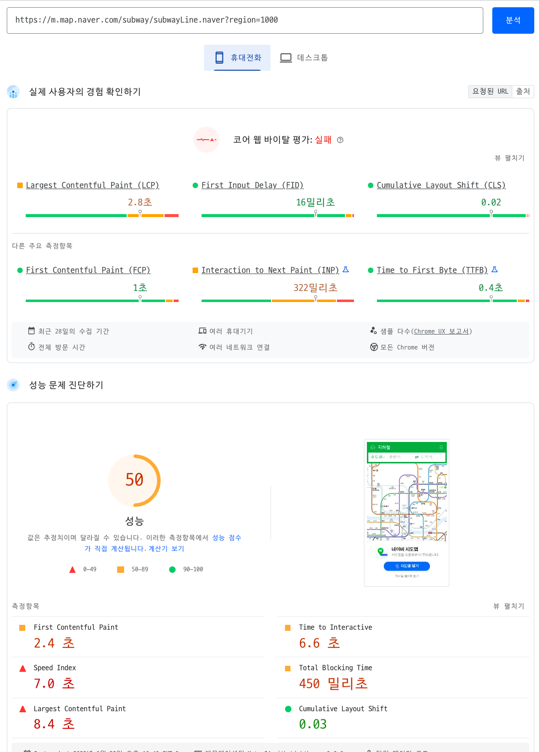 https://m.map.naver.com/subway/subwayLine.naver?region=1000
분석
휴대전화
데스크톱
실제 사용자의 경험 확인하기
요청된 URL
출처
코어 웹 바이탈 평가: 실패
뷰 펼치기
Largest Contentful Paint (LCP)
2.8초
First Input Delay (FID)
16밀리초
Cumulative Layout Shift (CLS)
0.02
다른 주요 측정항목
First Contentful Paint (FCP)
1초
Interaction to Next Paint (INP)
322밀리초
Time to First Byte (TTFB)
0.4초
최근 28일의 수집 기간
여러 휴대기기
샘플 다수(Chrome UX 보고서)
전체 방문 시간
여러 네트워크 연결
모든 Chrome 버전
성능 문제 진단하기
50
성능
값은 추정치이며 달라질 수 있습니다. 이러한 측정항목에서 성능 점수
가 직접 계산됩니다.계산기 보기
0–49
50–89
90–100
지하철
측정항목
뷰 펼치기
First Contentful Paint
2.4 초
Time to Interactive
6.6 초
Speed Index
7.0 초
Total Blocking Time
450 밀리초
Largest Contentful Paint
8.4 초
Cumulative Layout Shift
0.03